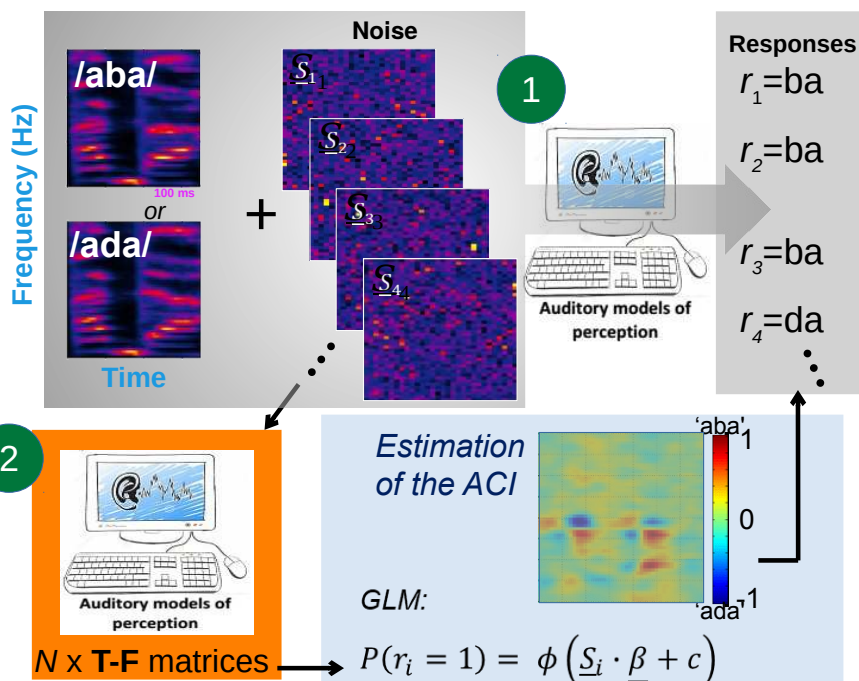 Noise
/aba/
100 ms
or
/ada/
Frequency (Hz)
Time
+
S₁
S₂
S₃
S₄
1
Auditory models of
perception
Responses
r₁=ba
r₂=ba
r₃=ba
r₄=da
2
Auditory models of
perception
N x T-F matrices
Estimation
of the ACI
'aba'
1
0
-1
'ada'
GLM:
P(rᵢ = 1) = ϕ (Sᵢ · β + c)